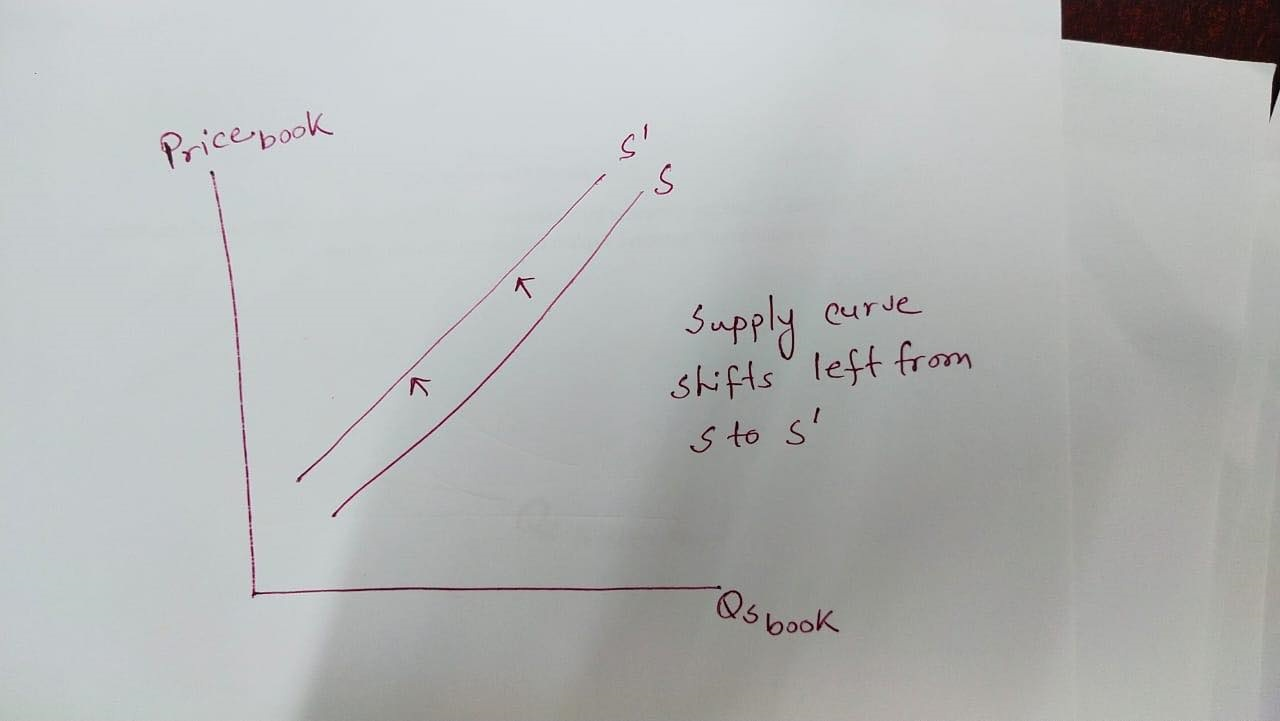 Price book
S'
S
Supply curve
shifts left from
S to S'
Qs book